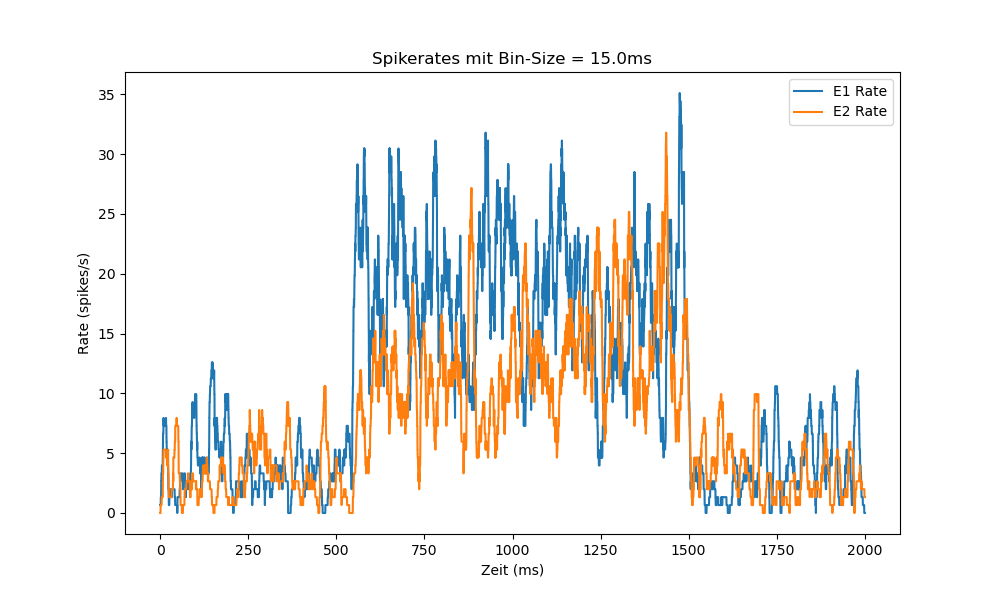 Spikerates mit Bin-Size = 15.0ms
E1 Rate
E2 Rate
Rate (spikes/s)
35
30
25
20
15
10
5
0
0 250 500 750 1000 1250 1500 1750 2000
Zeit (ms)